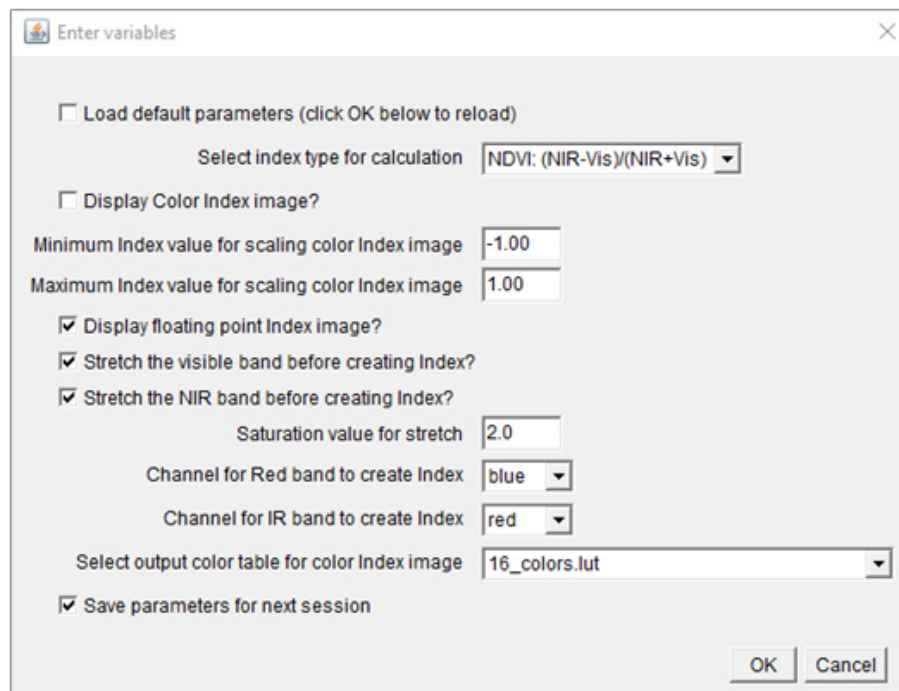 Enter variables
Load default parameters (click OK below to reload)
Select index type for calculation NDVI: (NIR-Vis)/(NIR+Vis)
Display Color Index image?
Minimum Index value for scaling color Index image -1.00
Maximum Index value for scaling color Index image 1.00
Display floating point Index image?
Stretch the visible band before creating Index?
Stretch the NIR band before creating Index?
Saturation value for stretch 2.0
Channel for Red band to create Index blue
Channel for IR band to create Index red
Select output color table for color Index image 16_colors.lut
Save parameters for next session
OK Cancel